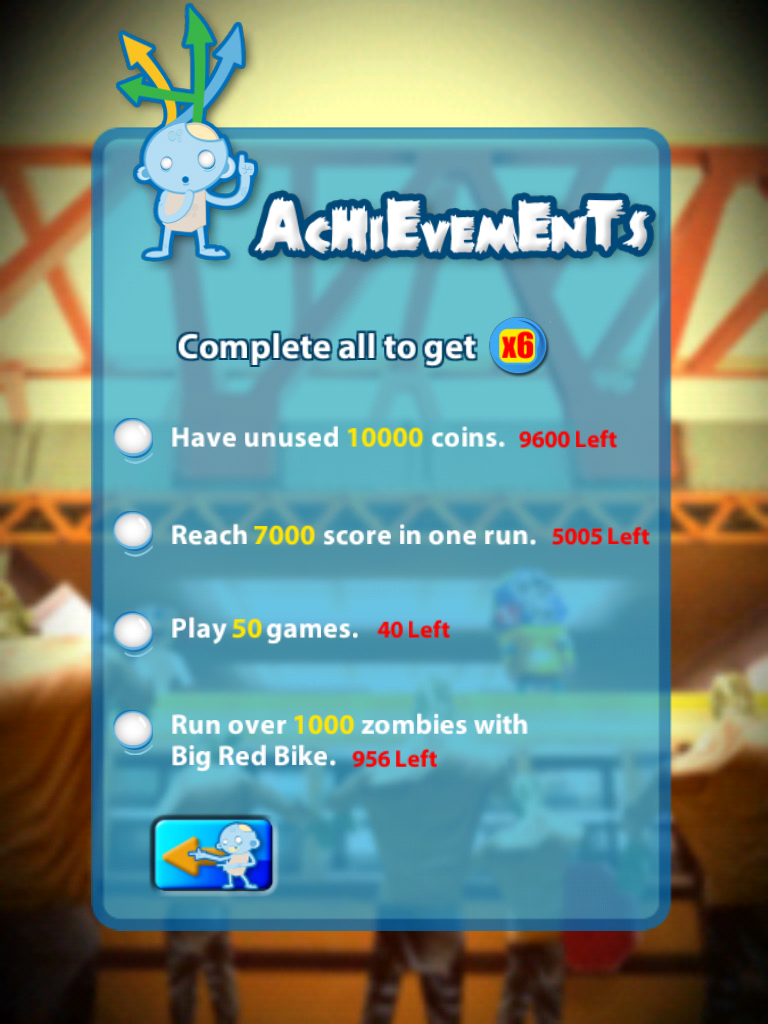 ACHIEVEMENTS
Complete all to get x6
Have unused 10000 coins. 9600 Left
Reach 7000 score in one run. 5005 Left
Play 50 games. 40 Left
Run over 1000 zombies with
Big Red Bike. 956 Left